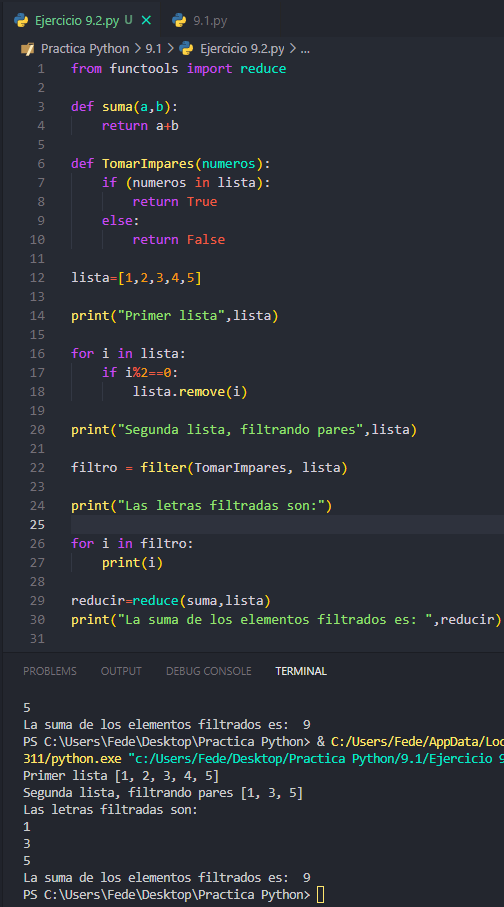 Ejercicio 9.2.py U
9.1.py
Practica Python > 9.1 > Ejercicio 9.2.py > ...
1 from functools import reduce
2
3 def suma(a,b):
4     return a+b
5
6 def TomarImpares(numeros):
7     if (numeros in lista):
8         return True
9     else:
10         return False
11
12 lista=[1,2,3,4,5]
13
14 print("Primer lista",lista)
15
16 for i in lista:
17     if i%2==0:
18         lista.remove(i)
19
20 print("Segunda lista, filtrando pares",lista)
21
22 filtro = filter(TomarImpares, lista)
23
24 print("Las letras filtradas son:")
25
26 for i in filtro:
27     print(i)
28
29 reducir=reduce(suma,lista)
30 print("La suma de los elementos filtrados es: ",reducir)
31
PROBLEMS OUTPUT DEBUG CONSOLE TERMINAL
5
La suma de los elementos filtrados es:  9
PS C:\Users\Fede\Desktop\Practica Python> & C:/Users/Fede/AppData/Loc
311/python.exe "c:/Users/Fede/Desktop/Practica Python/9.1/Ejercicio 9
Primer lista [1, 2, 3, 4, 5]
Segunda lista, filtrando pares [1, 3, 5]
Las letras filtradas son:
1
3
5
La suma de los elementos filtrados es:  9
PS C:\Users\Fede\Desktop\Practica Python>